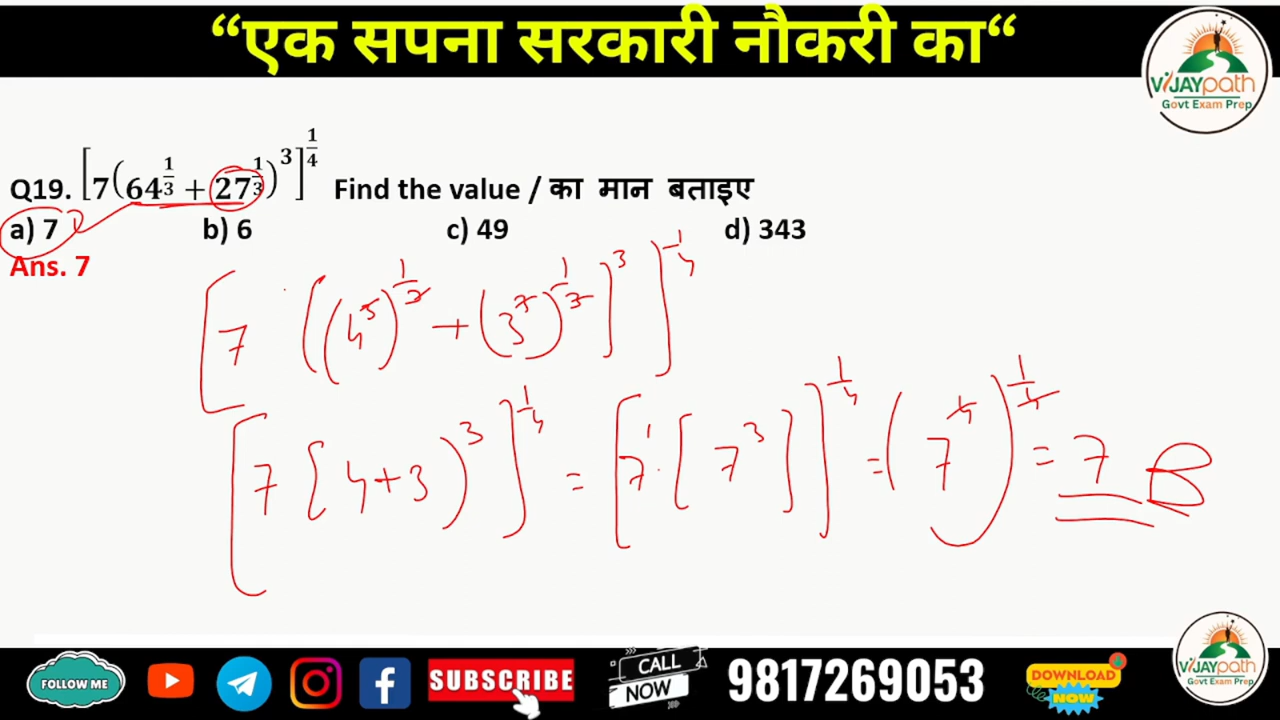 “एक सपना सरकारी नौकरी का“
VIJAYpath
Govt Exam Prep
Q19. [7(64^{1/3} + 27^{1/3})^3]^{1/4} Find the value / का मान बताइए
a) 7 b) 6 c) 49 d) 343
Ans. 7
[7 ((4^3)^{1/3} + (3^3)^{1/3}]^3]^{1/4}
[7 [4+3)^3]^{1/4} = [7^1 . [7^3]]^{1/4} = (7^4)^{1/4} = 7 B
VIJAYpath
Govt Exam Prep
FOLLOW ME
SUBSCRIBE
CALL
NOW
9817269053
DOWNLOAD
NOW